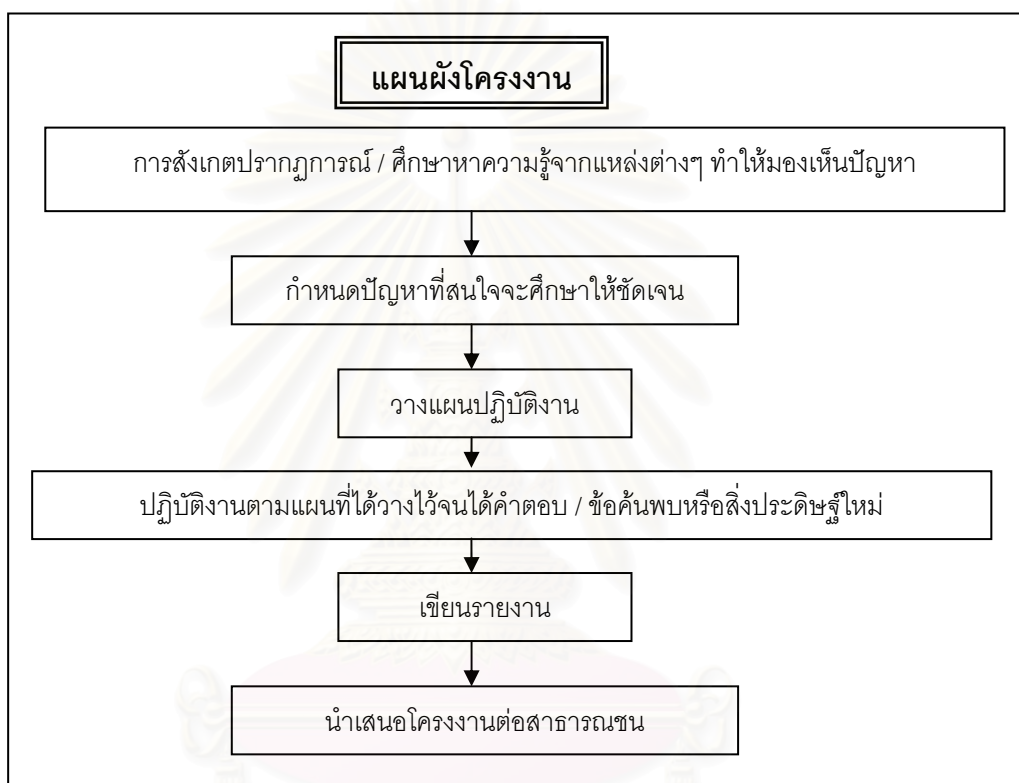 แผนผังโครงงาน
การสังเกตปรากฏการณ์ / ศึกษาหาความรู้จากแหล่งต่างๆ ทำให้มองเห็นปัญหา
กำหนดปัญหาที่สนใจจะศึกษาให้ชัดเจน
วางแผนปฏิบัติงาน
ปฏิบัติงานตามแผนที่ได้วางไว้จนได้คำตอบ / ข้อค้นพบหรือสิ่งประดิษฐ์ใหม่
เขียนรายงาน
นำเสนอโครงงานต่อสาธารณชน